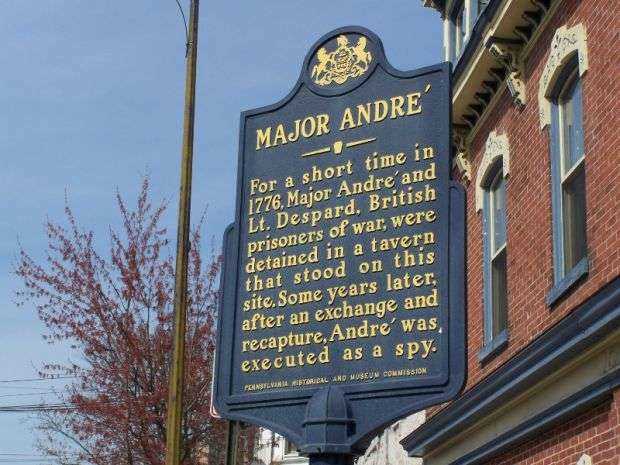 MAJOR ANDRE´
For a short time in
1776, Major Andre´ and
Lt. Despard, British
prisoners of war, were
detained in a tavern
that stood on this
site. Some years later,
after an exchange and
recapture, Andre´ was
executed as a spy.
PENNSYLVANIA HISTORICAL AND MUSEUM COMMISSION